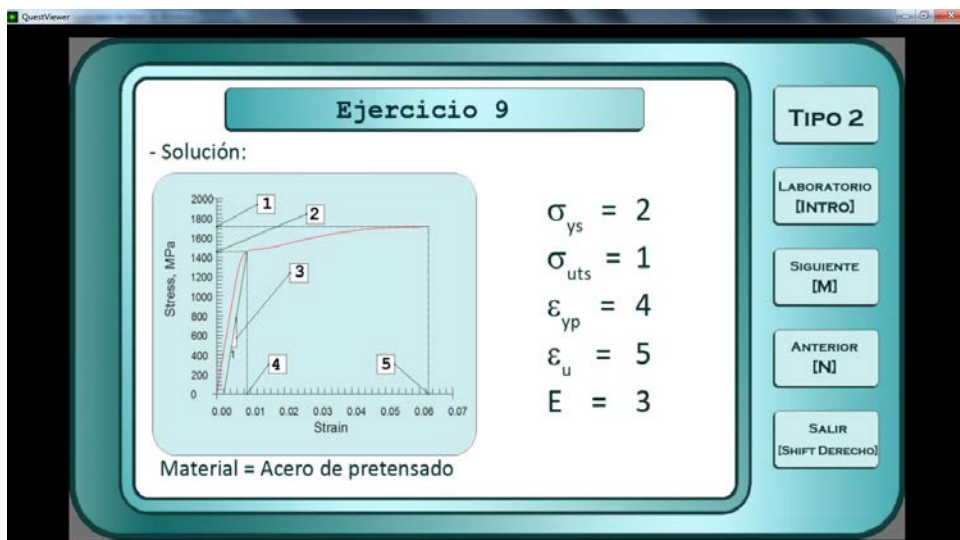 QuestViewer
Ejercicio 9
- Solución:
2000
1800
1600
1400
1200
1000
800
600
400
200
0
Stress, MPa
1
2
3
1
4
5
0.00 0.01 0.02 0.03 0.04 0.05 0.06 0.07
Strain
Material = Acero de pretensado
σys = 2
σuts = 1
εyp = 4
εu = 5
E = 3
TIPO 2
LABORATORIO
[INTRO]
SIGUIENTE
[M]
ANTERIOR
[N]
SALIR
[SHIFT DERECHO]